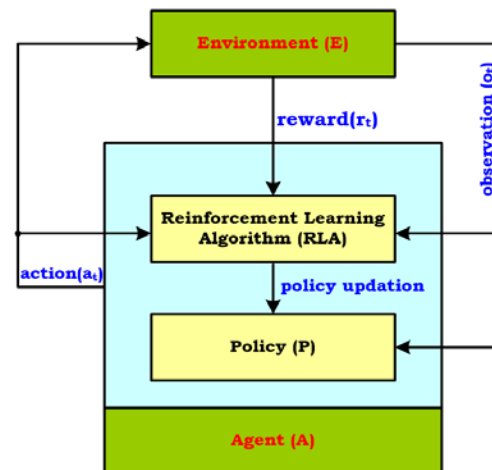 Environment (E)
reward(rₜ)
observation (oₜ)
Reinforcement Learning
Algorithm (RLA)
action(aₜ)
policy updation
Policy (P)
Agent (A)